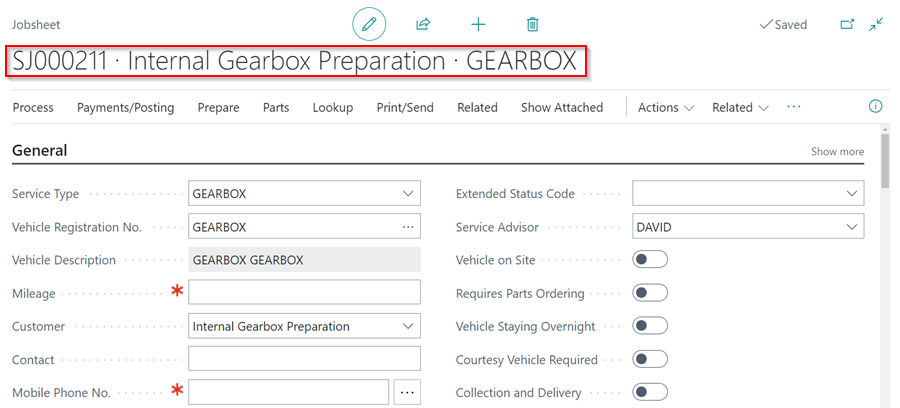 Jobsheet
Saved
SJ000211 · Internal Gearbox Preparation · GEARBOX
Process Payments/Posting Prepare Parts Lookup Print/Send Related Show Attached Actions Related ...
General Show more
Service Type GEARBOX Extended Status Code
Vehicle Registration No. GEARBOX ... Service Advisor DAVID
Vehicle Description GEARBOX GEARBOX Vehicle on Site
Mileage * Requires Parts Ordering
Customer Internal Gearbox Preparation Vehicle Staying Overnight
Contact Courtesy Vehicle Required
Mobile Phone No. * ... Collection and Delivery